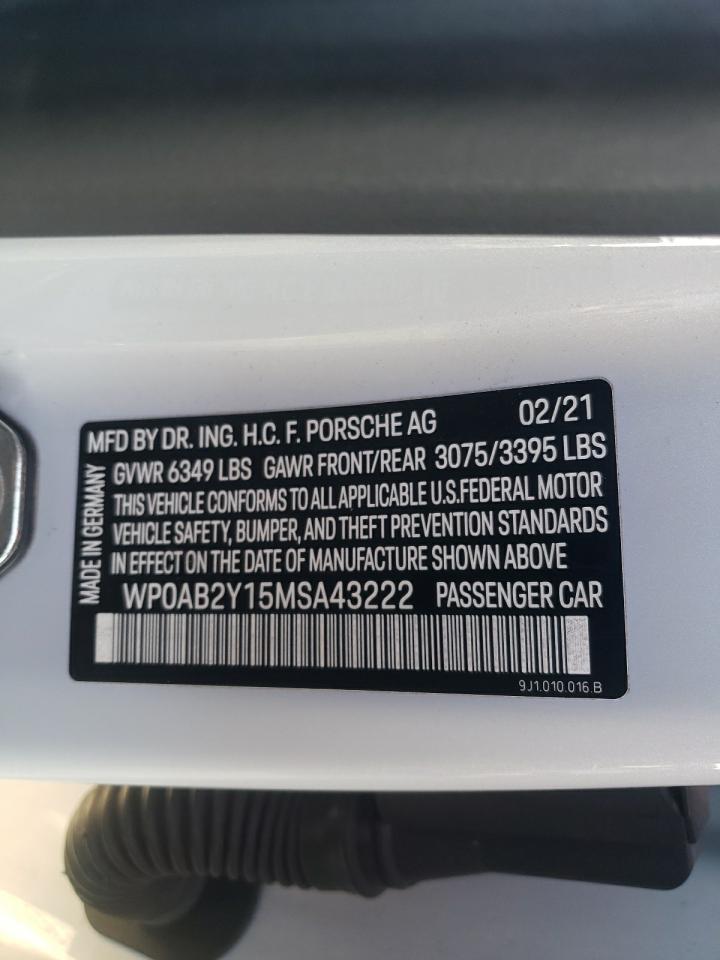 MFD BY DR. ING. H.C. F. PORSCHE AG 02/21
GVWR 6349 LBS GAWR FRONT/REAR 3075/3395 LBS
THIS VEHICLE CONFORMS TO ALL APPLICABLE U.S.FEDERAL MOTOR
VEHICLE SAFETY, BUMPER, AND THEFT PREVENTION STANDARDS
IN EFFECT ON THE DATE OF MANUFACTURE SHOWN ABOVE
MADE IN GERMANY
WP0AB2Y15MSA43222 PASSENGER CAR
9J1.010.016.B